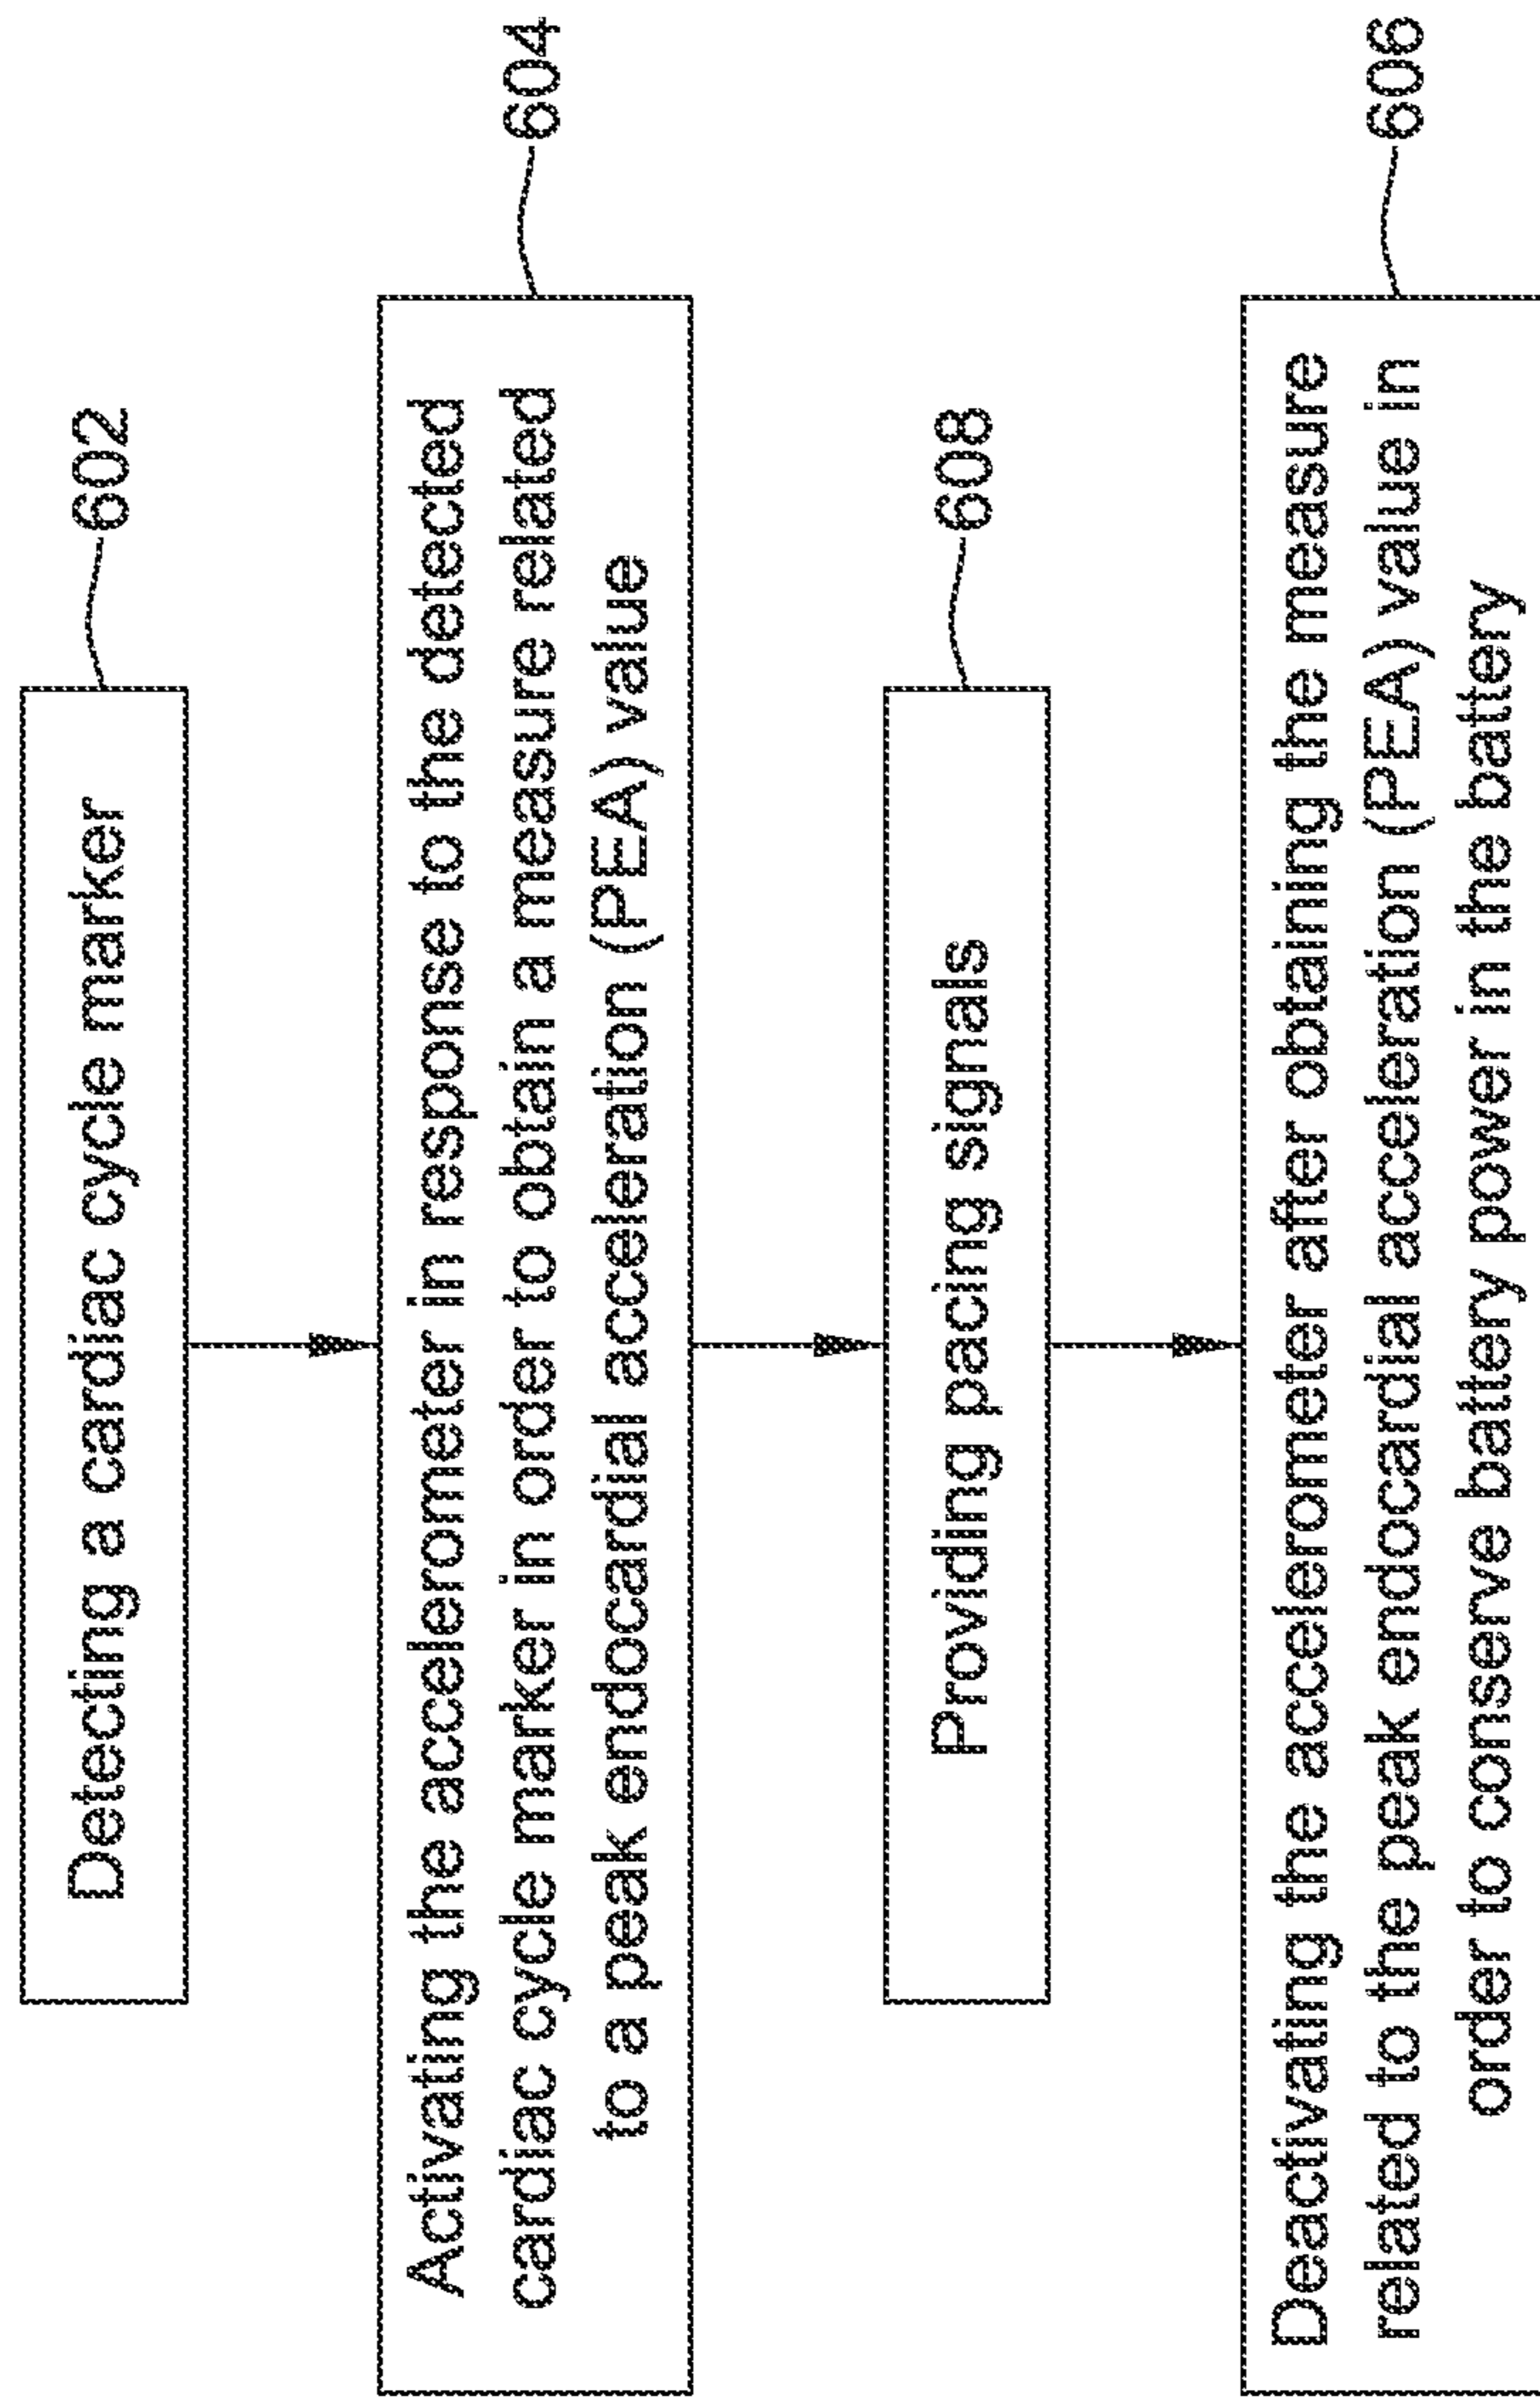 Detecting a cardiac cycle marker
602
Activating the accelerometer in response to the detected
cardiac cycle marker in order to obtain a measure related
to a peak endocardial acceleration (PEA) value
604
Providing pacing signals
608
Deactivating the accelerometer after obtaining the measure
related to the peak endocardial acceleration (PEA) value in
order to conserve battery power in the battery
606